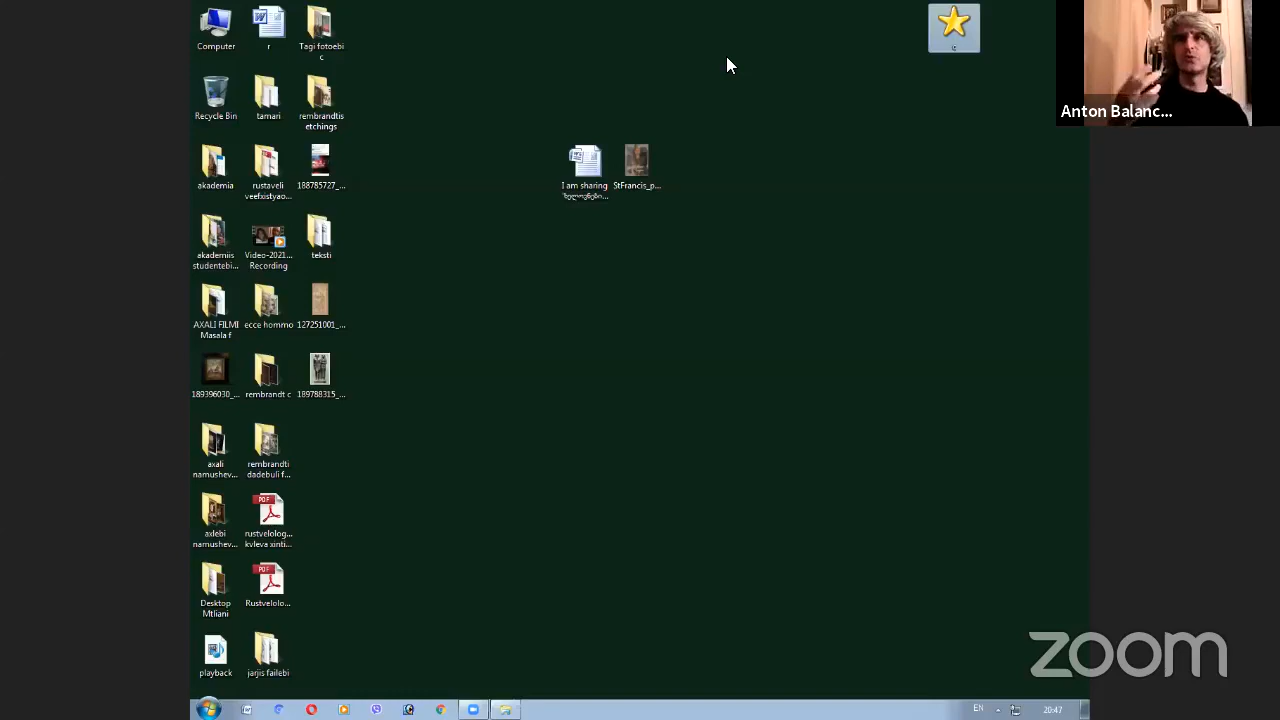 Computer
r
Tagi fotoebi
c
Recycle Bin
tamari
rembrandtis
etchings
akademia
rustaveli
veefxistyao...
188785727_...
akademiis
studentebi...
Video-2021...
Recording
teksti
AXALI FILMI
Masala f
ecce hommo
127251001_...
189396030_...
rembrandt c
189788315_...
axali
namushev...
rembrandti
dadebuli f...
axlebi
namushev...
PDF
rustvelolog...
kvleva xinti...
Desktop
Mtliani
PDF
Rustvelolo...
playback
jarjis failebi
I am sharing
StFrancis_p...
Anton Balanc...
zoom
EN
20:47